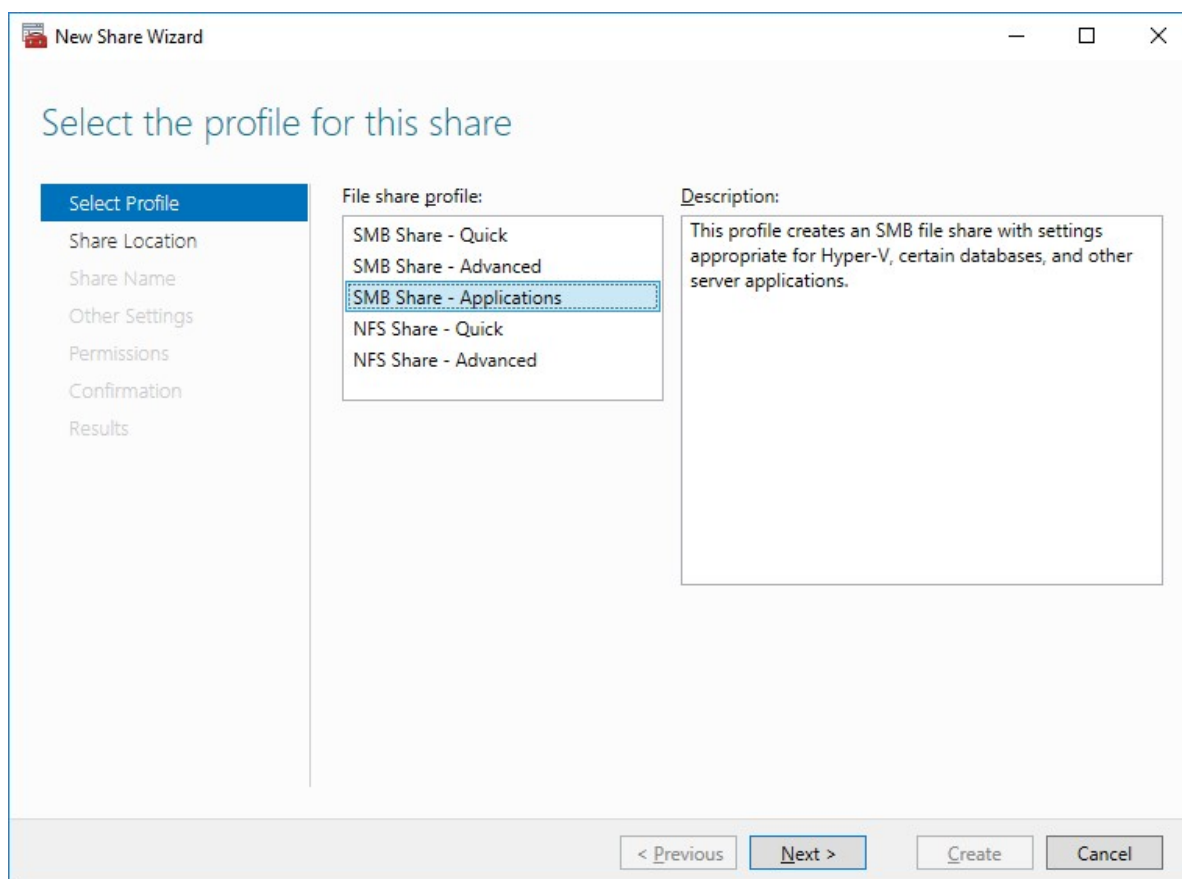 New Share Wizard
Select the profile for this share
Select Profile
Share Location
Share Name
Other Settings
Permissions
Confirmation
Results
File share profile:
SMB Share - Quick
SMB Share - Advanced
SMB Share - Applications
NFS Share - Quick
NFS Share - Advanced
Description:
This profile creates an SMB file share with settings
appropriate for Hyper-V, certain databases, and other
server applications.
< Previous
Next >
Create
Cancel